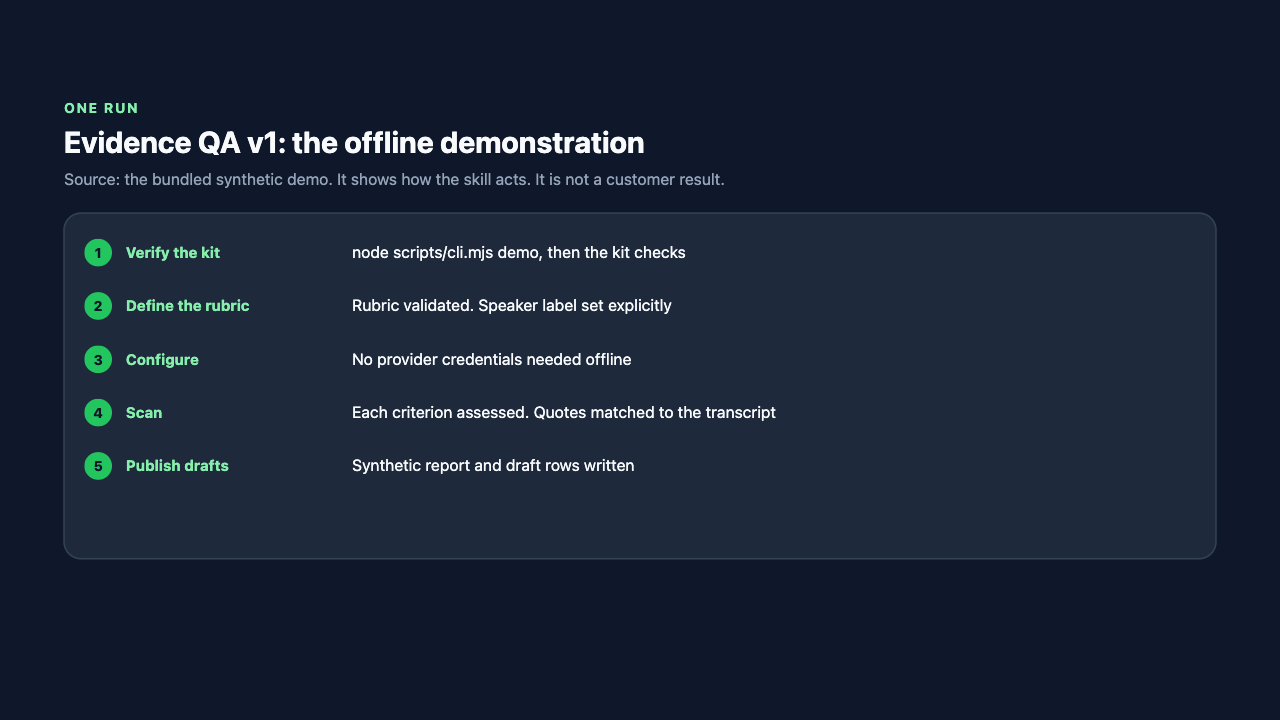 ONE RUN
Evidence QA v1: the offline demonstration
Source: the bundled synthetic demo. It shows how the skill acts. It is not a customer result.
1 Verify the kit node scripts/cli.mjs demo, then the kit checks
2 Define the rubric Rubric validated. Speaker label set explicitly
3 Configure No provider credentials needed offline
4 Scan Each criterion assessed. Quotes matched to the transcript
5 Publish drafts Synthetic report and draft rows written